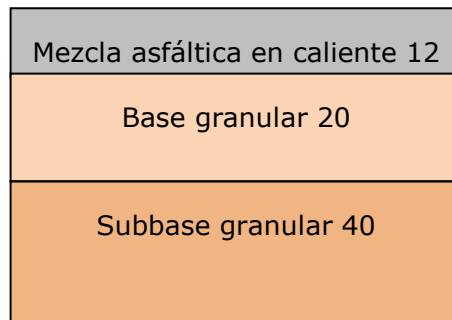 Mezcla asfáltica en caliente 12
Base granular 20
Subbase granular 40